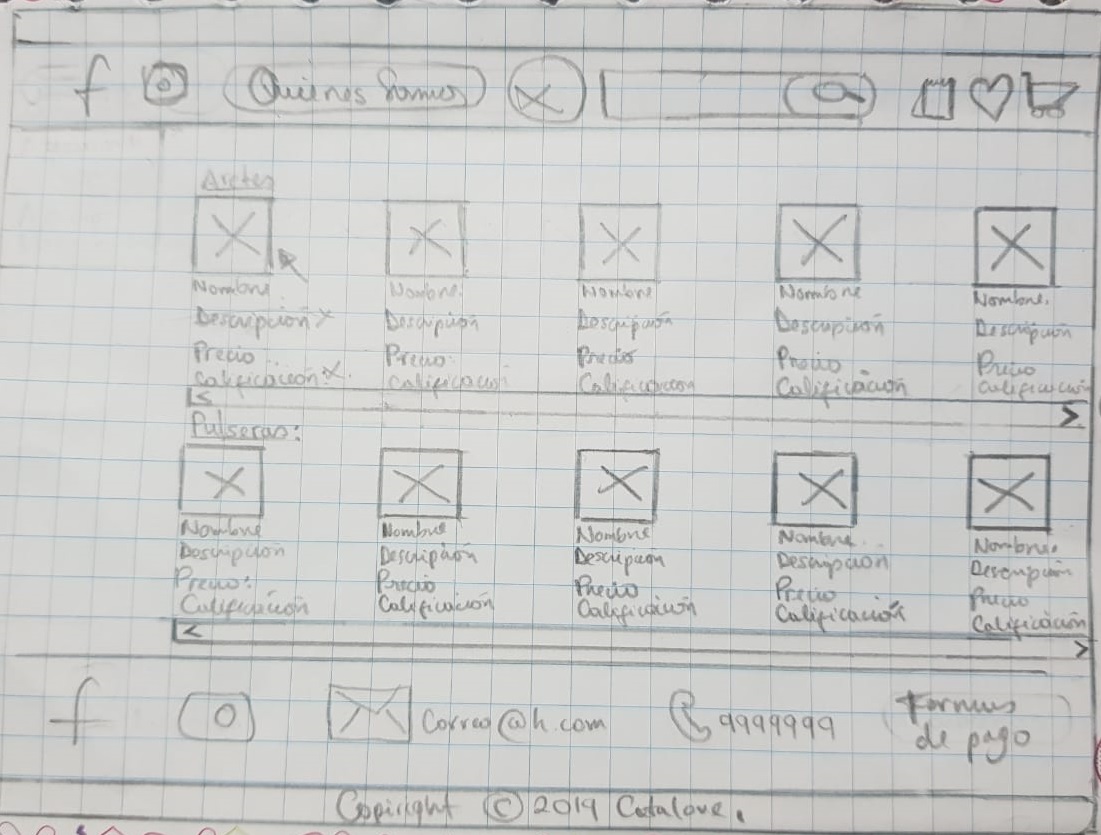 Quienes Somos
Aretes
Nombre Nombre Nombre Nombre Nombre.
Descripción x Descripción Descripción Descripción Descripción
Precio Precio Precios Precio Precio
Calificación x Calificación Calificación Calificación Calificación
< >
Pulseras:
Nombre Nombre Nombre Nombre Nombre.
Descripción Descripción Descripción Descripción Descripción
Precio: Precio Precio Precio Precio
Calificación Calificación Calificación Calificación Calificación
< >
f Correo@h.com 9999999 Formas
de pago
Copiright © 2019 Catalove.